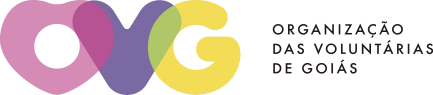 OVG
ORGANIZAÇÃO
DAS VOLUNTÁRIAS
DE GOIÁS